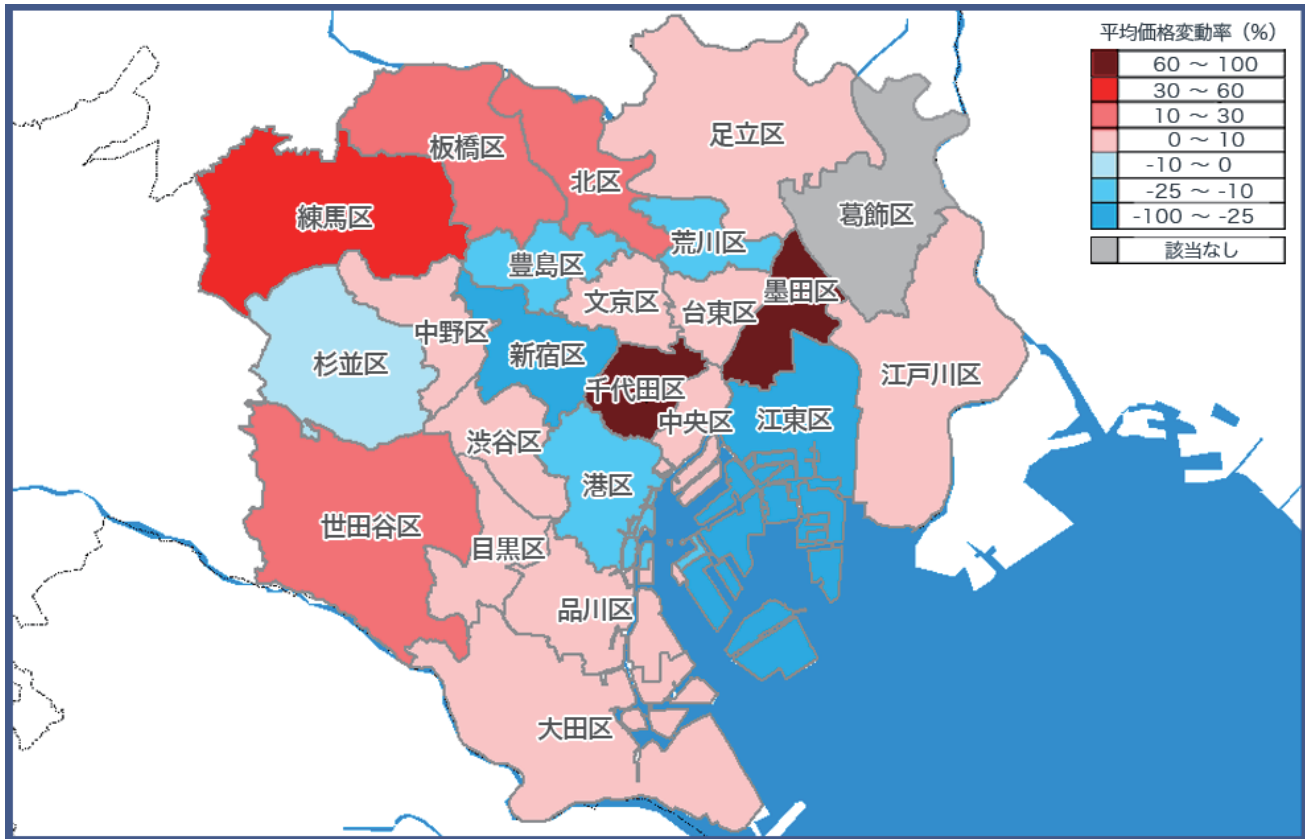 平均価格変動率（%）
60 ～ 100
30 ～ 60
10 ～ 30
0 ～ 10
-10 ～ 0
-25 ～ -10
-100 ～ -25
該当なし
足立区
板橋区
北区
葛飾区
練馬区
荒川区
豊島区
文京区
台東区
墨田区
中野区
新宿区
杉並区
千代田区
江戸川区
中央区
江東区
渋谷区
港区
世田谷区
目黒区
品川区
大田区